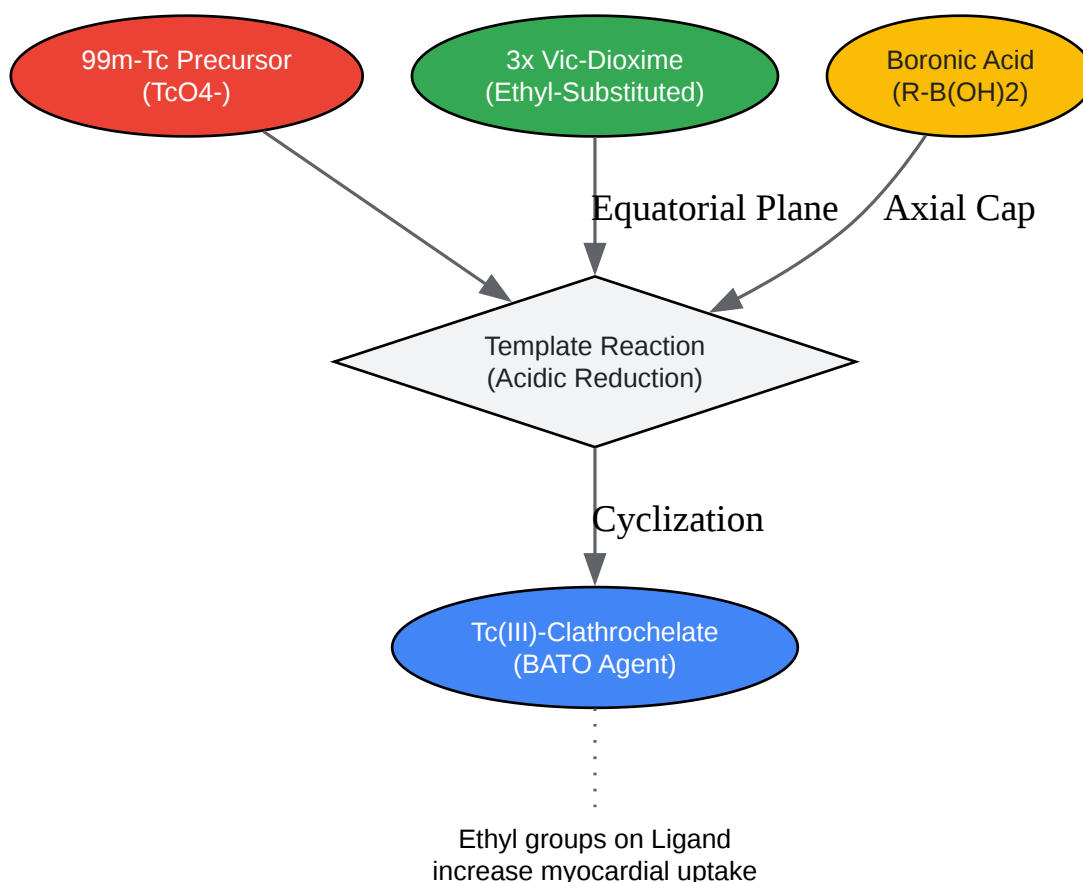 99m-Tc Precursor
(TcO4-)
3x Vic-Dioxime
(Ethyl-Substituted)
Boronic Acid
(R-B(OH)2)
Equatorial Plane
Axial Cap
Template Reaction
(Acidic Reduction)
Cyclization
Tc(III)-Clathrochelate
(BATO Agent)
Ethyl groups on Ligand
increase myocardial uptake